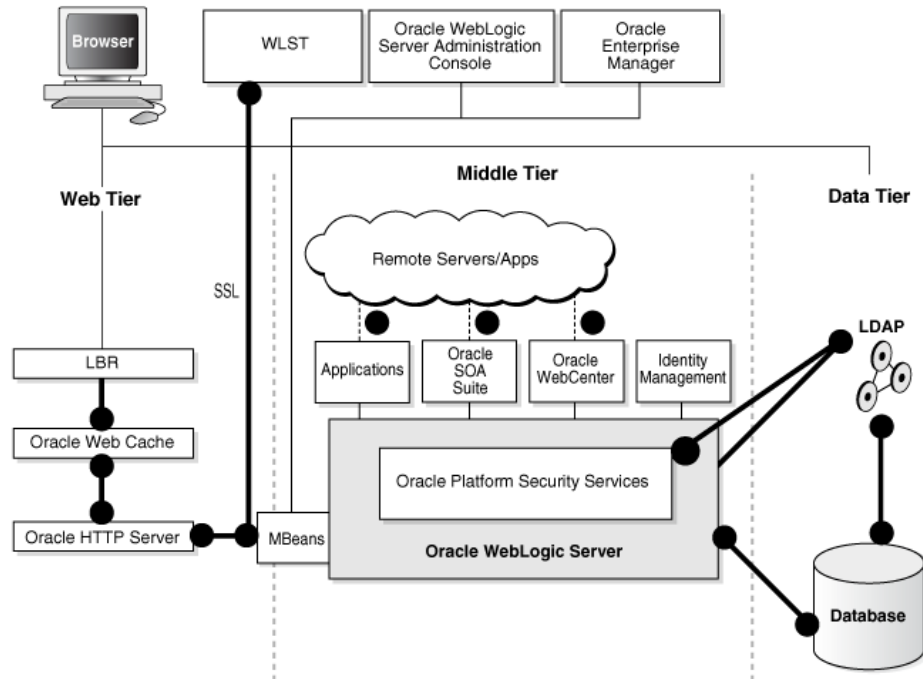 Browser
WLST
Oracle WebLogic
Server Administration
Console
Oracle
Enterprise
Manager
Web Tier
Middle Tier
Data Tier
Remote Servers/Apps
SSL
LBR
Applications
Oracle
SOA
Suite
Oracle
WebCenter
Identity
Management
LDAP
Oracle Web Cache
Oracle Platform Security Services
Oracle HTTP Server
MBeans
Oracle WebLogic Server
Database